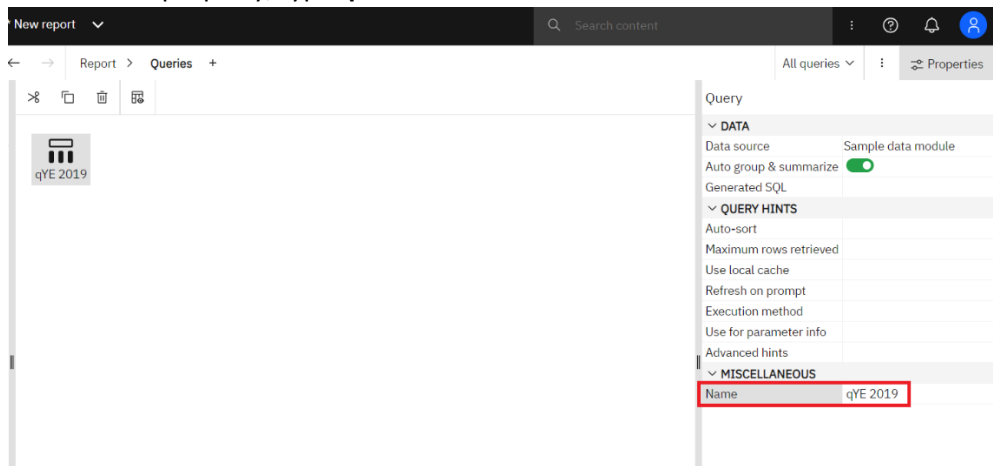 * New report
Search content
Report > Queries +
All queries
Properties
qYE 2019
Query
DATA
Data source Sample data module
Auto group & summarize
Generated SQL
QUERY HINTS
Auto-sort
Maximum rows retrieved
Use local cache
Refresh on prompt
Execution method
Use for parameter info
Advanced hints
MISCELLANEOUS
Name qYE 2019